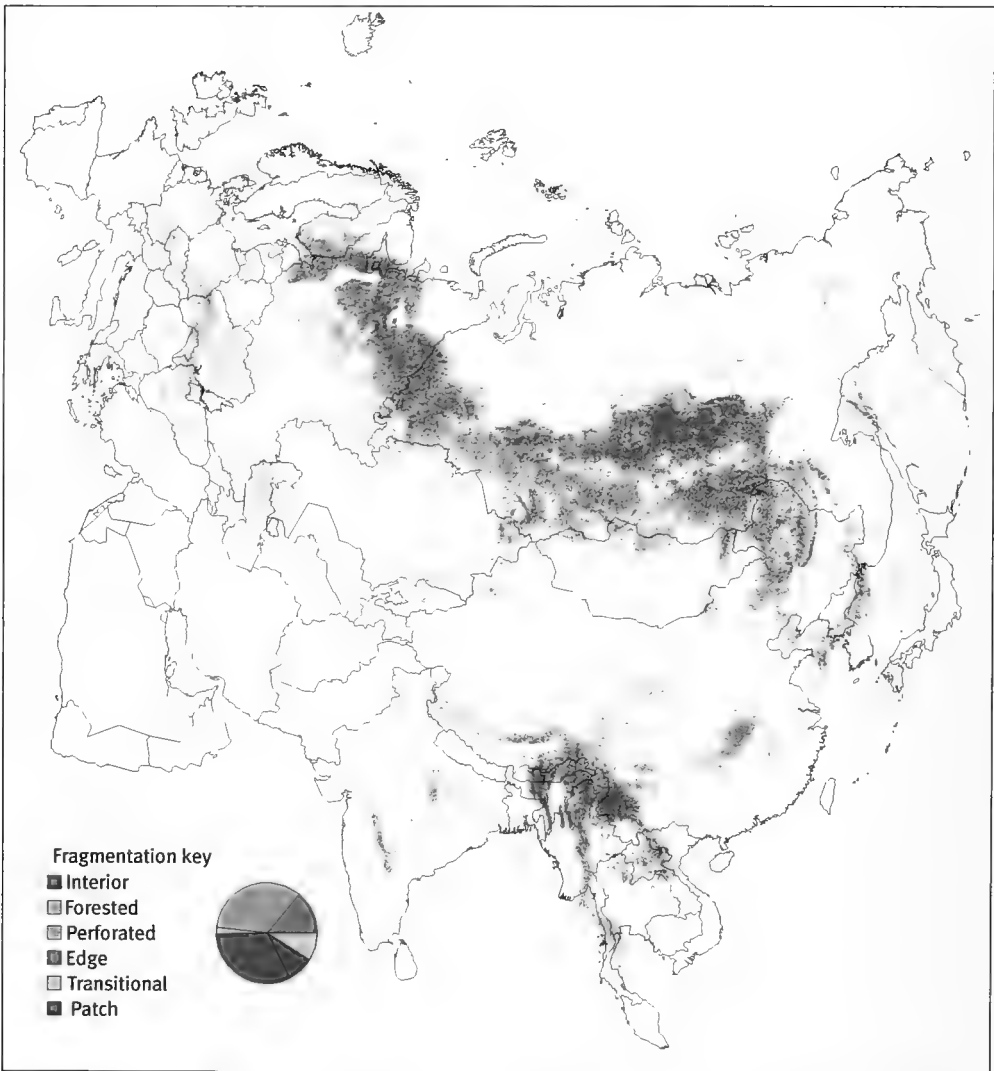 Fragmentation key
Interior
Forested
Perforated
Edge
Transitional
Patch